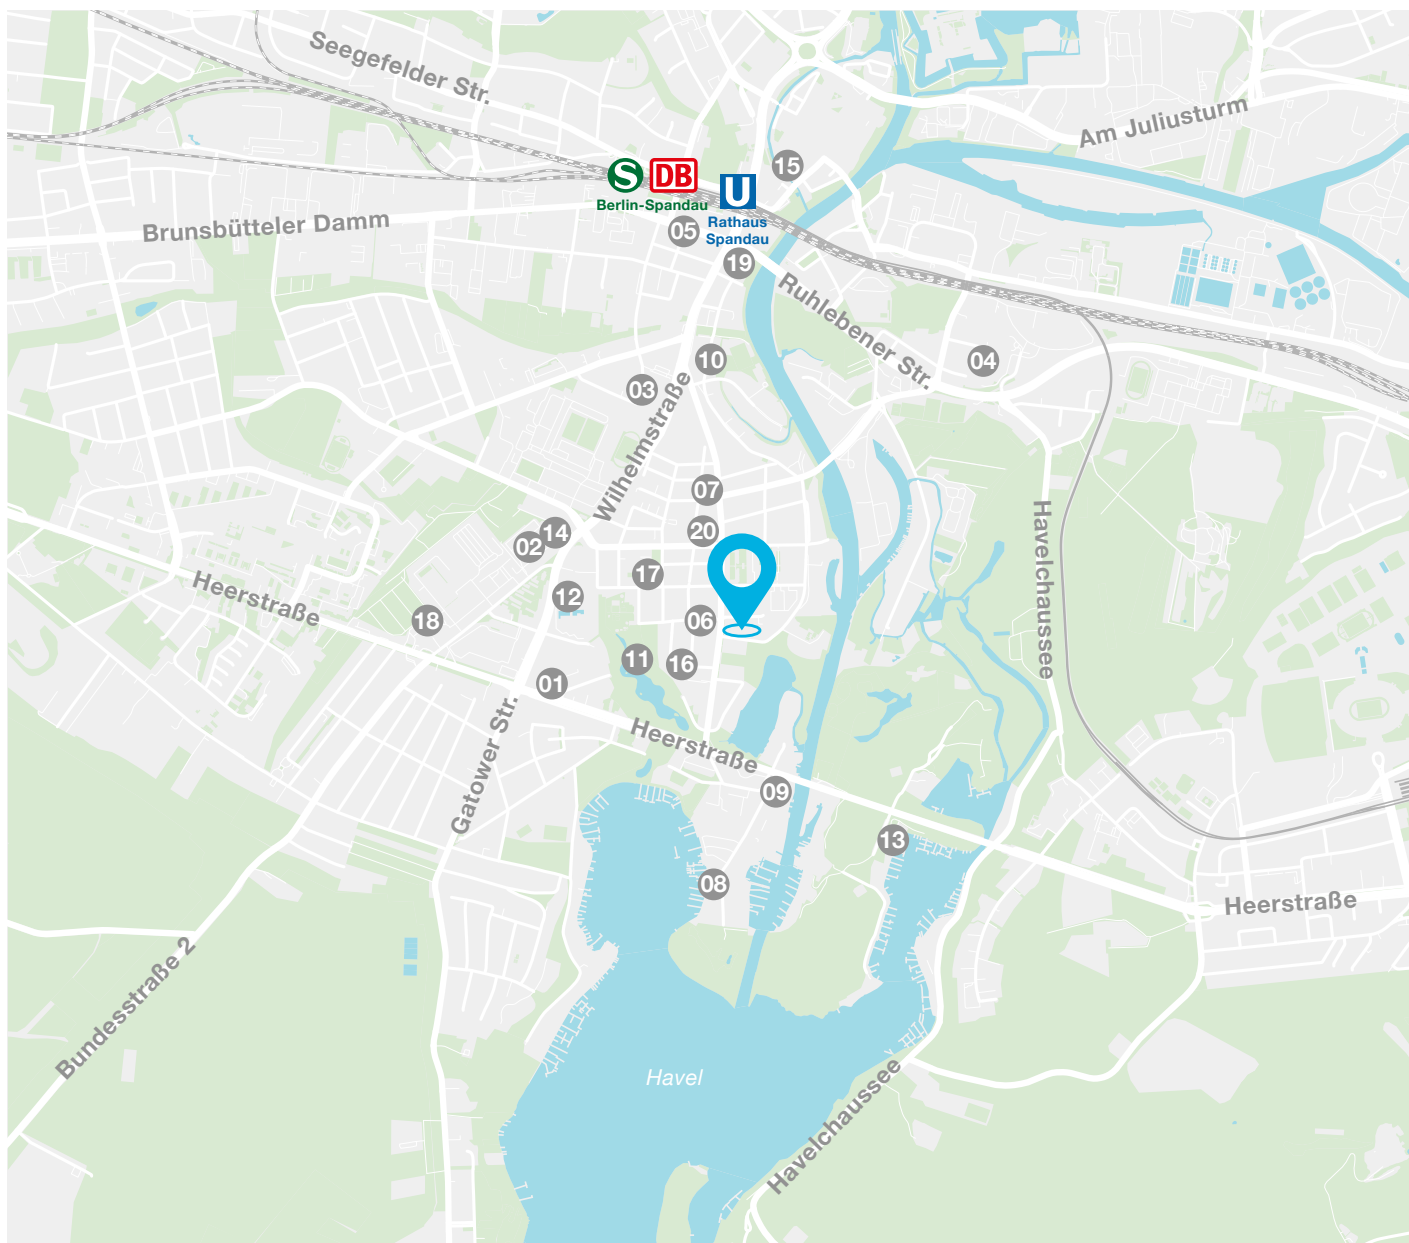 Seegefelder Str.
Am Juliusturm
15
S
DB
U
Berlin-Spandau
Rathaus
Spandau
Brunsbütteler Damm
05
19
Ruhlebener Str.
10
04
03
Wilhelmstraße
07
20
14
02
Havelchaussee
17
Heerstraße
12
18
06
11
16
01
Gatower Str.
Heerstraße
09
13
08
Heerstraße
Bundesstraße 2
Havel
Havelchaussee